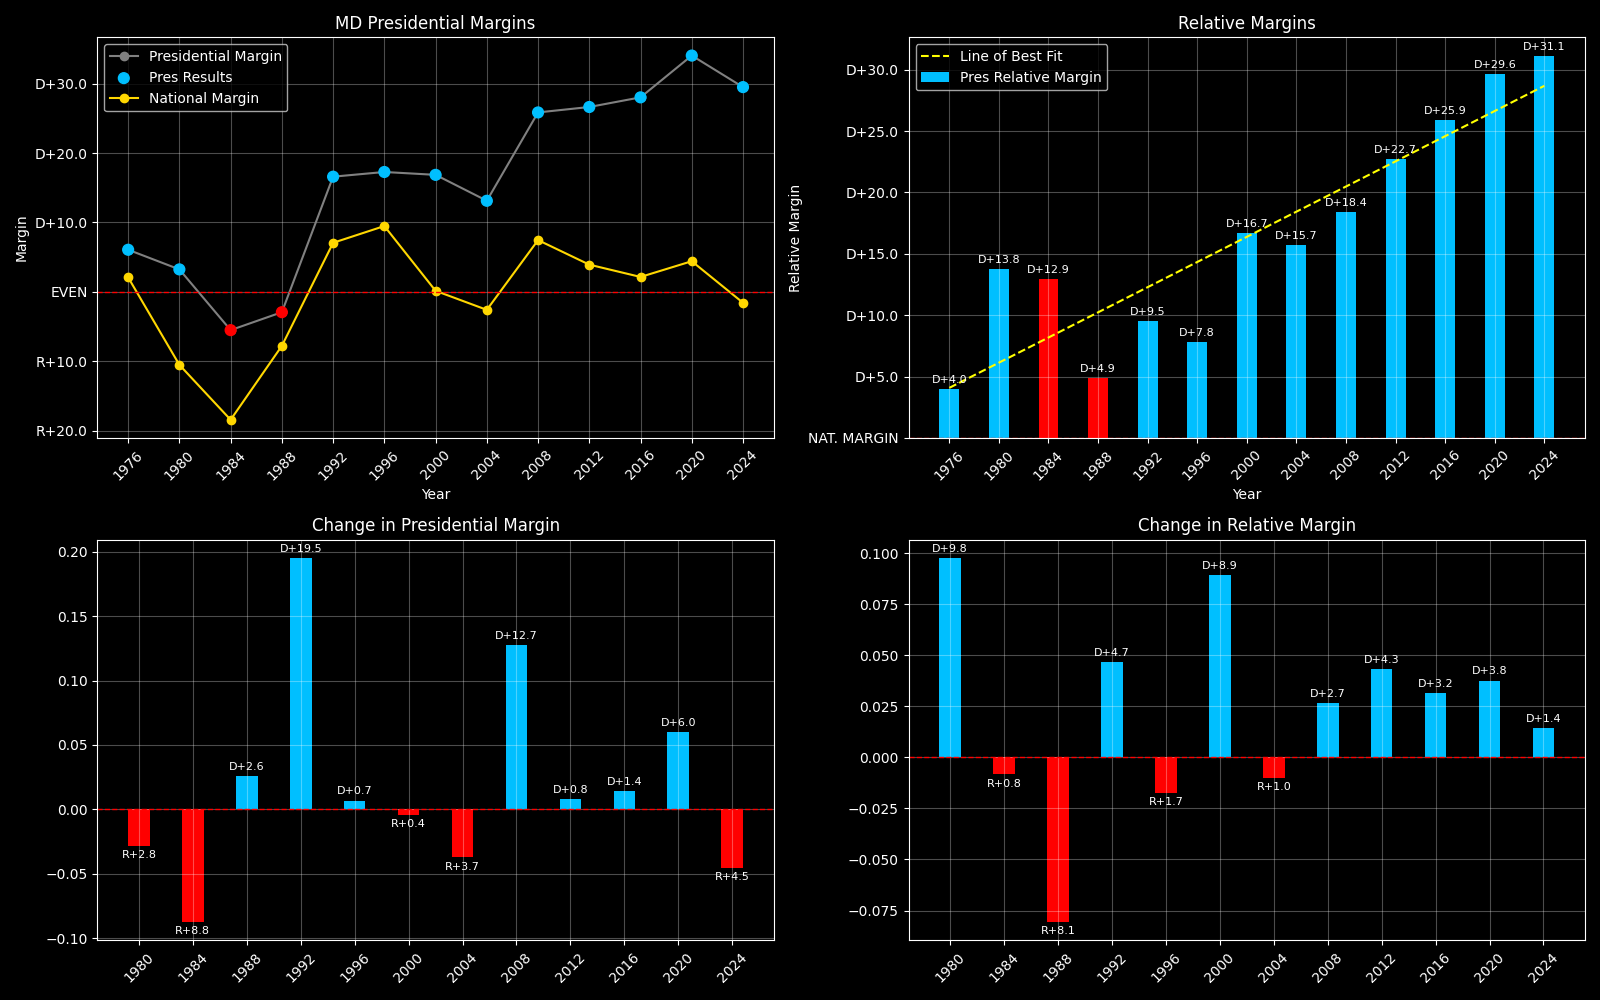 MD Presidential Margins
Presidential Margin
Pres Results
National Margin
Margin
D+30.0
D+20.0
D+10.0
EVEN
R+10.0
R+20.0
1976 1980 1984 1988 1992 1996 2000 2004 2008 2012 2016 2020 2024
Year
Relative Margins
Line of Best Fit
Pres Relative Margin
Relative Margin
D+30.0
D+25.0
D+20.0
D+15.0
D+10.0
D+5.0
NAT. MARGIN
D+4.0 D+13.8 D+12.9 D+4.9 D+9.5 D+7.8 D+16.7 D+15.7 D+18.4 D+22.7 D+25.9 D+29.6 D+31.1
1976 1980 1984 1988 1992 1996 2000 2004 2008 2012 2016 2020 2024
Year
Change in Presidential Margin
0.20
0.15
0.10
0.05
0.00
−0.05
−0.10
R+2.8 R+8.8 D+2.6 D+19.5 D+0.7 R+0.4 R+3.7 D+12.7 D+0.8 D+1.4 D+6.0 R+4.5
1980 1984 1988 1992 1996 2000 2004 2008 2012 2016 2020 2024
Change in Relative Margin
0.100
0.075
0.050
0.025
0.000
−0.025
−0.050
−0.075
D+9.8 R+0.8 R+8.1 D+4.7 R+1.7 D+8.9 R+1.0 D+2.7 D+4.3 D+3.2 D+3.8 D+1.4
1980 1984 1988 1992 1996 2000 2004 2008 2012 2016 2020 2024